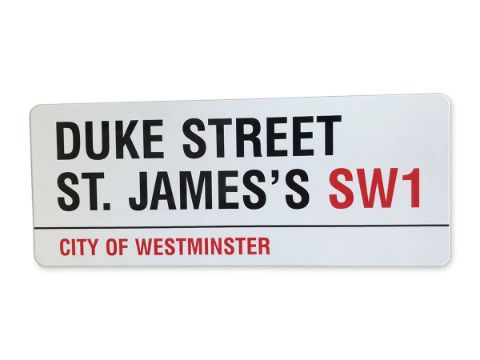 DUKE STREET
ST. JAMES'S SW1
CITY OF WESTMINSTER